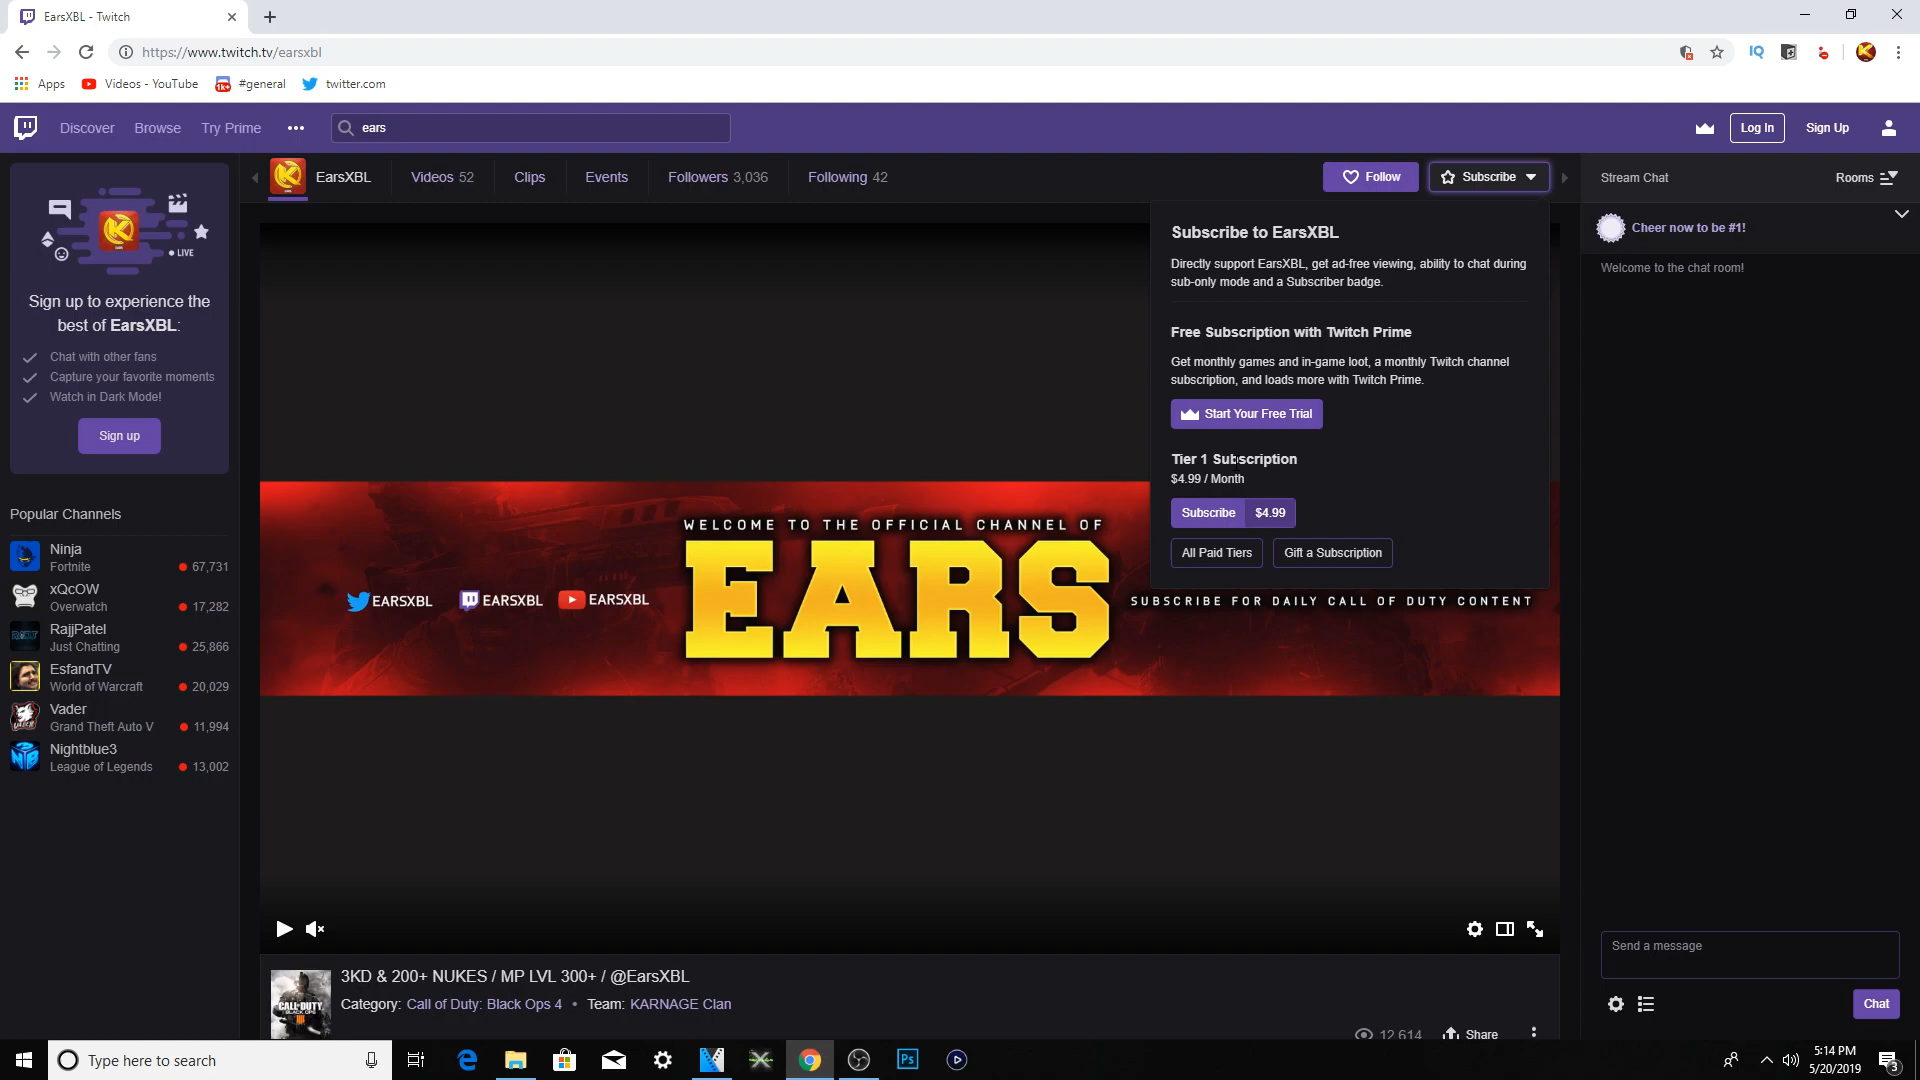 EarsXBL - Twitch
https://www.twitch.tv/earsxbl
IQ
Apps
Videos - YouTube
1k+
#general
twitter.com
Discover
Browse
Try Prime
ears
Log In
Sign Up
LIVE
Sign up to experience the
best of EarsXBL:
Chat with other fans
Capture your favorite moments
Watch in Dark Mode!
Sign up
Popular Channels
Ninja
Fortnite
67,731
xQcOW
Overwatch
17,282
RajjPatel
Just Chatting
25,866
EsfandTV
World of Warcraft
20,029
Vader
Grand Theft Auto V
11,994
Nightblue3
League of Legends
13,002
EarsXBL
Videos 52
Clips
Events
Followers 3,036
Following 42
Follow
Subscribe
Subscribe to EarsXBL
Directly support EarsXBL, get ad-free viewing, ability to chat during
sub-only mode and a Subscriber badge.
Free Subscription with Twitch Prime
Get monthly games and in-game loot, a monthly Twitch channel
subscription, and loads more with Twitch Prime.
Start Your Free Trial
Tier 1 Subscription
$4.99 / Month
Subscribe $4.99
All Paid Tiers
Gift a Subscription
WELCOME TO THE OFFICIAL CHANNEL OF
EARS
EARSXBL
EARSXBL
EARSXBL
SUBSCRIBE FOR DAILY CALL OF DUTY CONTENT
CALL OF DUTY
BLACK OPS
IIII
3KD & 200+ NUKES / MP LVL 300+ / @EarsXBL
Category: Call of Duty: Black Ops 4 • Team: KARNAGE Clan
12,614
Share
Stream Chat
Rooms
Cheer now to be #1!
Welcome to the chat room!
Send a message
Chat
Type here to search
Ps
5:14 PM
5/20/2019
3